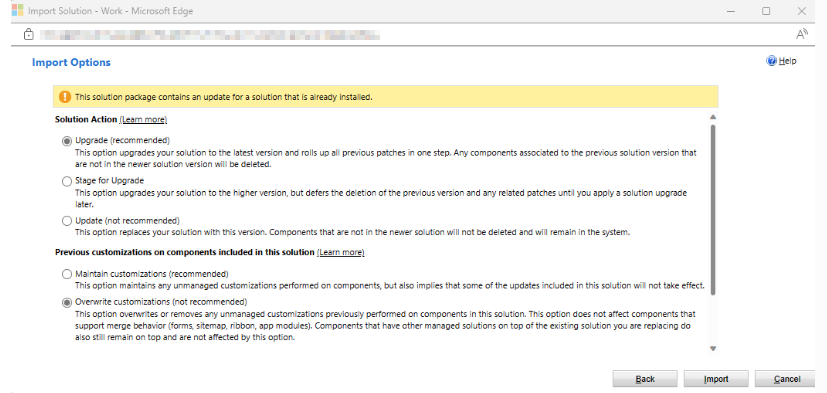 Import Solution - Work - Microsoft Edge
A
Import Options
Help
This solution package contains an update for a solution that is already installed.
Solution Action (Learn more)
Upgrade (recommended)
This option upgrades your solution to the latest version and rolls up all previous patches in one step. Any components associated to the previous solution version that
are not in the newer solution version will be deleted.
Stage for Upgrade
This option upgrades your solution to the higher version, but defers the deletion of the previous version and any related patches until you apply a solution upgrade
later.
Update (not recommended)
This option replaces your solution with this version. Components that are not in the newer solution will not be deleted and will remain in the system.
Previous customizations on components included in this solution (Learn more)
Maintain customizations (recommended)
This option maintains any unmanaged customizations performed on components, but also implies that some of the updates included in this solution will not take effect.
Overwrite customizations (not recommended)
This option overwrites or removes any unmanaged customizations previously performed on components in this solution. This option does not affect components that
support merge behavior (forms, sitemap, ribbon, app modules). Components that have other managed solutions on top of the existing solution you are replacing do
also still remain on top and are not affected by this option.
Back Import Cancel